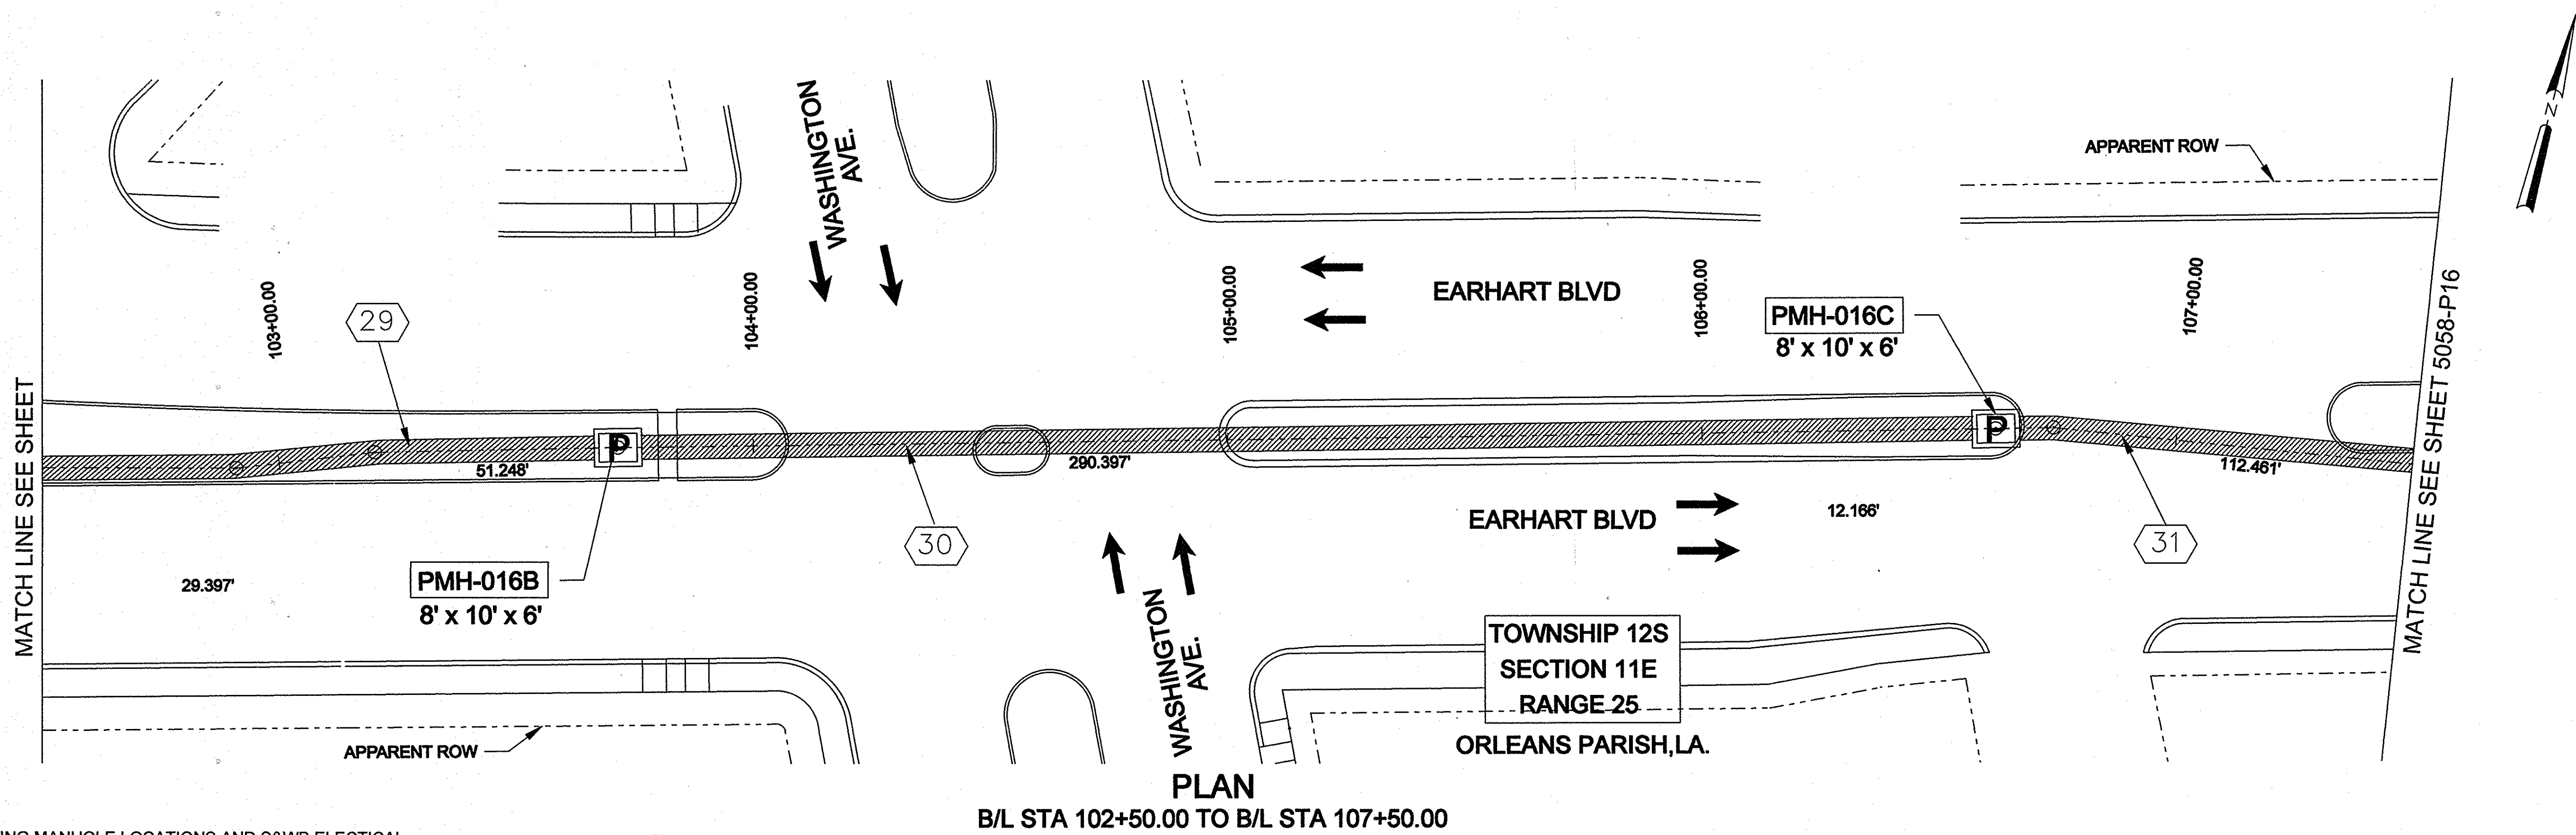 WASHINGTON
AVE.
N
APPARENT ROW
103+00.00
104+00.00
105+00.00
106+00.00
107+00.00
29
EARHART BLVD
PMH-016C
8' x 10' x 6'
MATCH LINE SEE SHEET
MATCH LINE SEE SHEET 5058-P16
P
P
51.248'
290.397'
112.461'
30
EARHART BLVD
12.166'
31
29.397'
PMH-016B
8' x 10' x 6'
WASHINGTON
AVE.
TOWNSHIP 12S
SECTION 11E
RANGE 25
ORLEANS PARISH,LA.
APPARENT ROW
PLAN
B/L STA 102+50.00 TO B/L STA 107+50.00